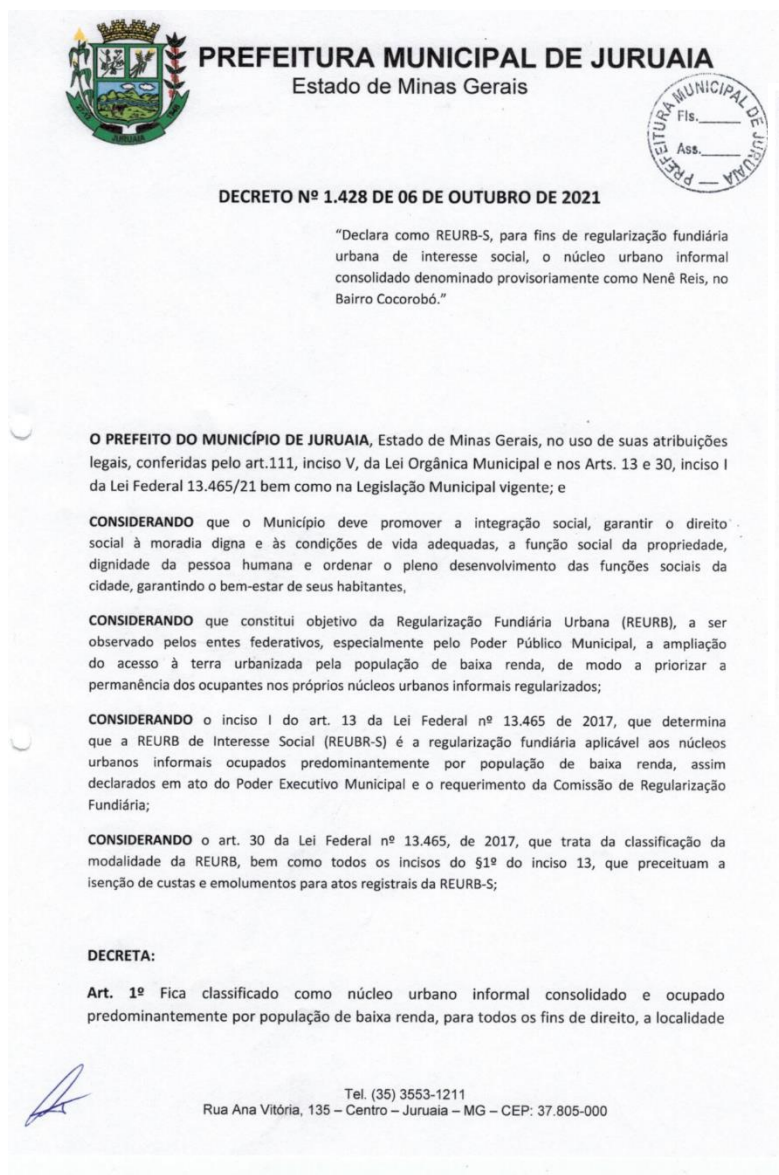 PREFEITURA MUNICIPAL DE JURUAIA
Estado de Minas Gerais
JURUAIA
PREFEITURA MUNICIPAL DE JURUAIA
Fls.______
Ass.______
DECRETO Nº 1.428 DE 06 DE OUTUBRO DE 2021
"Declara como REURB-S, para fins de regularização fundiária
urbana de interesse social, o núcleo urbano informal
consolidado denominado provisoriamente como Nenê Reis, no
Bairro Cocorobó."
O PREFEITO DO MUNICÍPIO DE JURUAIA, Estado de Minas Gerais, no uso de suas atribuições
legais, conferidas pelo art.111, inciso V, da Lei Orgânica Municipal e nos Arts. 13 e 30, inciso I
da Lei Federal 13.465/21 bem como na Legislação Municipal vigente; e
CONSIDERANDO que o Município deve promover a integração social, garantir o direito
social à moradia digna e às condições de vida adequadas, a função social da propriedade,
dignidade da pessoa humana e ordenar o pleno desenvolvimento das funções sociais da
cidade, garantindo o bem-estar de seus habitantes,
CONSIDERANDO que constitui objetivo da Regularização Fundiária Urbana (REURB), a ser
observado pelos entes federativos, especialmente pelo Poder Público Municipal, a ampliação
do acesso à terra urbanizada pela população de baixa renda, de modo a priorizar a
permanência dos ocupantes nos próprios núcleos urbanos informais regularizados;
CONSIDERANDO o inciso I do art. 13 da Lei Federal nº 13.465 de 2017, que determina
que a REURB de Interesse Social (REUBR-S) é a regularização fundiária aplicável aos núcleos
urbanos informais ocupados predominantemente por população de baixa renda, assim
declarados em ato do Poder Executivo Municipal e o requerimento da Comissão de Regularização
Fundiária;
CONSIDERANDO o art. 30 da Lei Federal nº 13.465, de 2017, que trata da classificação da
modalidade da REURB, bem como todos os incisos do §1º do inciso 13, que preceituam a
isenção de custas e emolumentos para atos registrais da REURB-S;
DECRETA:
Art. 1º Fica classificado como núcleo urbano informal consolidado e ocupado
predominantemente por população de baixa renda, para todos os fins de direito, a localidade
Tel. (35) 3553-1211
Rua Ana Vitória, 135 – Centro – Juruaia – MG – CEP: 37.805-000